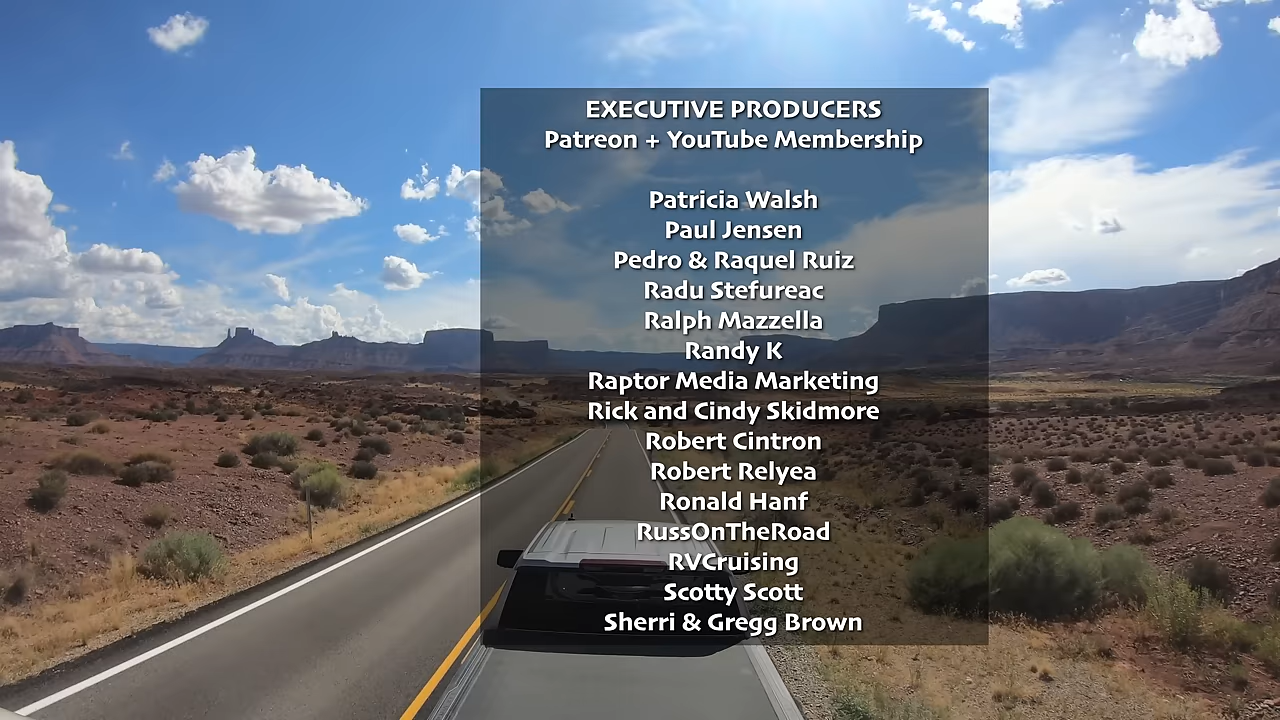 EXECUTIVE PRODUCERS
Patreon + YouTube Membership
Patricia Walsh
Paul Jensen
Pedro & Raquel Ruiz
Radu Stefureac
Ralph Mazzella
Randy K
Raptor Media Marketing
Rick and Cindy Skidmore
Robert Cintron
Robert Relyea
Ronald Hanf
RussOnTheRoad
RVCruising
Scotty Scott
Sherri & Gregg Brown